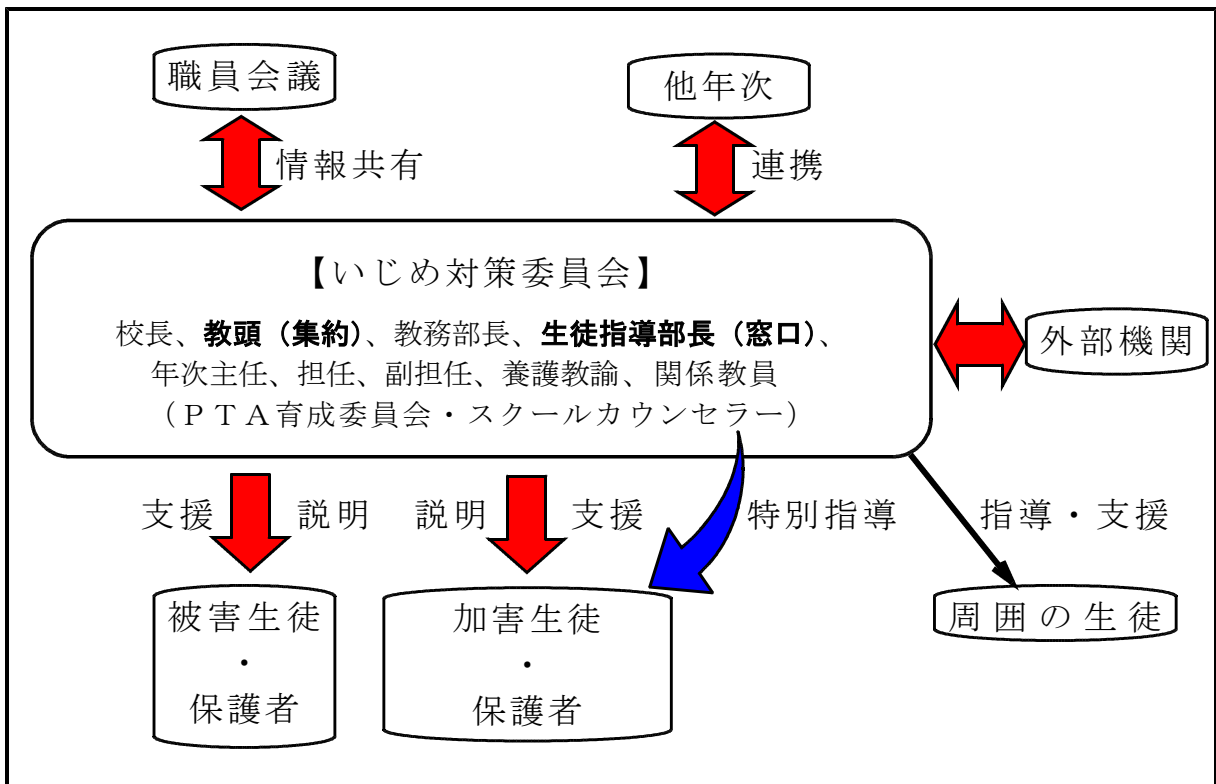 職員会議
他年次
情報共有
連携
【いじめ対策委員会】
校長、教頭（集約）、教務部長、生徒指導部長（窓口）、
年次主任、担任、副担任、養護教諭、関係教員
（ＰＴＡ育成委員会・スクールカウンセラー）
外部機関
支援
説明
説明
支援
特別指導
指導・支援
被害生徒
・
保護者
加害生徒
・
保護者
周囲の生徒